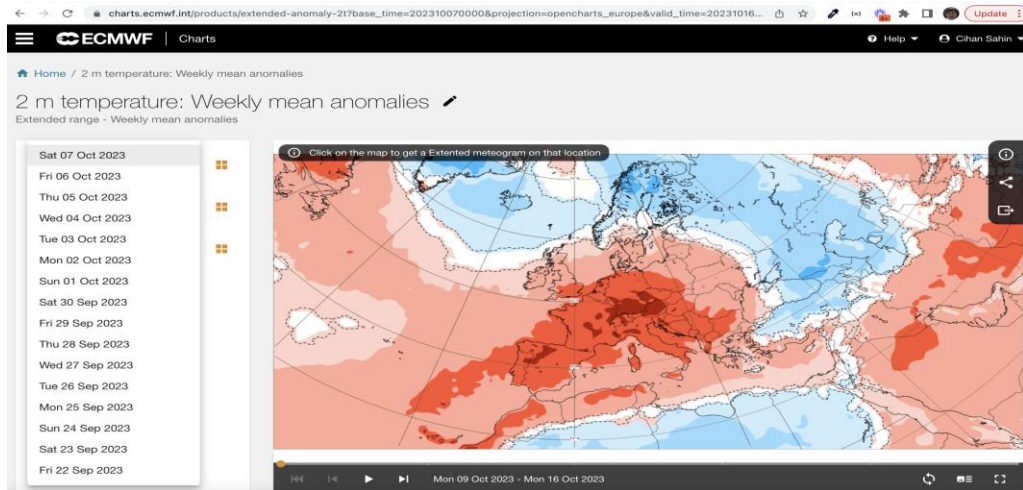 charts.ecmwf.int/products/extended-anomaly-2t?base_time=202310070000&projection=opencharts_europe&valid_time=20231016...
Update
ECMWF | Charts
Help
Cihan Sahin
Home / 2 m temperature: Weekly mean anomalies
2 m temperature: Weekly mean anomalies
Extended range - Weekly mean anomalies
Sat 07 Oct 2023
Fri 06 Oct 2023
Thu 05 Oct 2023
Wed 04 Oct 2023
Tue 03 Oct 2023
Mon 02 Oct 2023
Sun 01 Oct 2023
Sat 30 Sep 2023
Fri 29 Sep 2023
Thu 28 Sep 2023
Wed 27 Sep 2023
Tue 26 Sep 2023
Mon 25 Sep 2023
Sun 24 Sep 2023
Sat 23 Sep 2023
Fri 22 Sep 2023
Click on the map to get a Extented meteogram on that location
Mon 09 Oct 2023 - Mon 16 Oct 2023